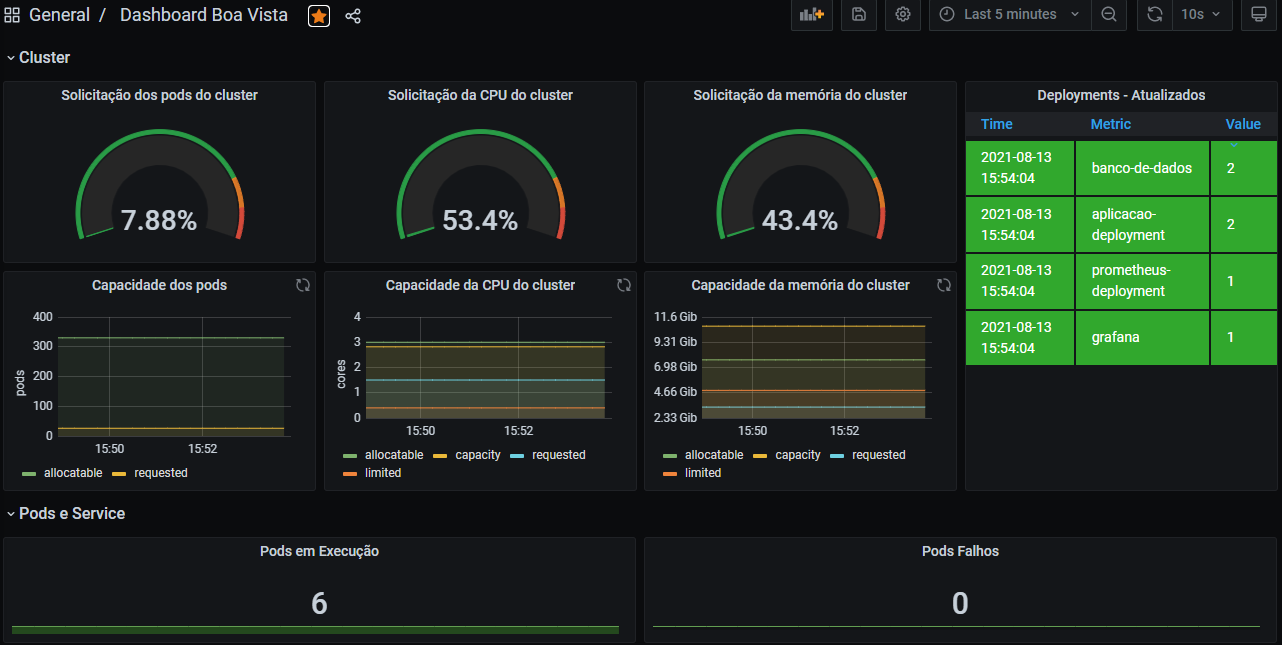 General / Dashboard Boa Vista
Last 5 minutes
10s
Cluster
Solicitação dos pods do cluster
7.88%
Solicitação da CPU do cluster
53.4%
Solicitação da memória do cluster
43.4%
Deployments - Atualizados
Time Metric Value
2021-08-13
15:54:04
banco-de-dados
2
2021-08-13
15:54:04
aplicacao-
deployment
2
2021-08-13
15:54:04
prometheus-
deployment
1
2021-08-13
15:54:04
grafana
1
Capacidade dos pods
pods
400
300
200
100
0
15:50 15:52
allocatable requested
Capacidade da CPU do cluster
cores
4
3
2
1
0
15:50 15:52
allocatable capacity requested
limited
Capacidade da memória do cluster
11.6 Gib
9.31 Gib
6.98 Gib
4.66 Gib
2.33 Gib
15:50 15:52
allocatable capacity requested
limited
Pods e Service
Pods em Execução
6
Pods Falhos
0